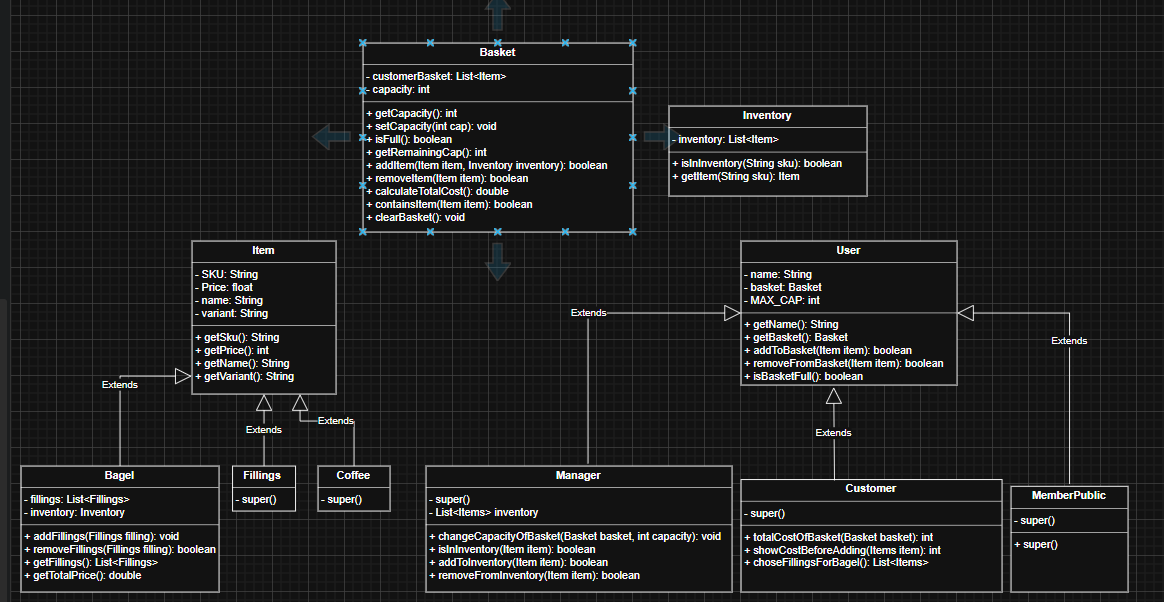 Basket
- customerBasket: List<Item>
- capacity: int
+ getCapacity(): int
+ setCapacity(int cap): void
+ isFull(): boolean
+ getRemainingCap(): int
+ addItem(Item item, Inventory inventory): boolean
+ removeItem(Item item): boolean
+ calculateTotalCost(): double
+ containsItem(Item item): boolean
+ clearBasket(): void
Inventory
- inventory: List<Item>
+ isInInventory(String sku): boolean
+ getItem(String sku): Item
Item
- SKU: String
- Price: float
- name: String
- variant: String
+ getSku(): String
+ getPrice(): int
+ getName(): String
+ getVariant(): String
User
- name: String
- basket: Basket
- MAX_CAP: int
+ getName(): String
+ getBasket(): Basket
+ addToBasket(Item item): boolean
+ removeFromBasket(Item item): boolean
+ isBasketFull(): boolean
Extends
Extends
Extends
Extends
Extends
Extends
Bagel
- fillings: List<Fillings>
- inventory: Inventory
+ addFillings(Fillings filling): void
+ removeFillings(Fillings filling): boolean
+ getFillings(): List<Fillings>
+ getTotalPrice(): double
Fillings
- super()
Coffee
- super()
Manager
- super()
- List<Items> inventory
+ changeCapacityOfBasket(Basket basket, int capacity): void
+ isInInventory(Item item): boolean
+ addToInventory(Item item): boolean
+ removeFromInventory(Item item): boolean
Customer
- super()
+ totalCostOfBasket(Basket basket): int
+ showCostBeforeAdding(Items item): int
+ choseFillingsForBagel(): List<Items>
MemberPublic
- super()
+ super()